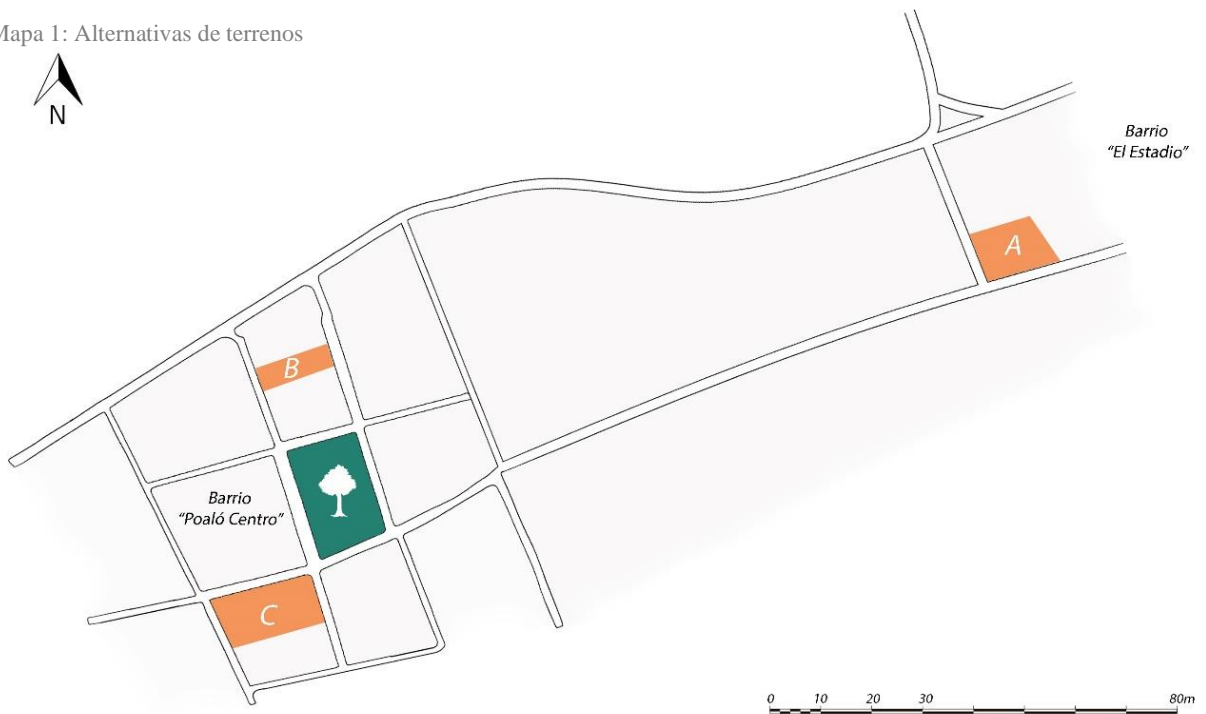 Mapa 1: Alternativas de terrenos
N
Barrio
"El Estadio"
A
B
Barrio
"Poaló Centro"
C
0 10 20 30 80m